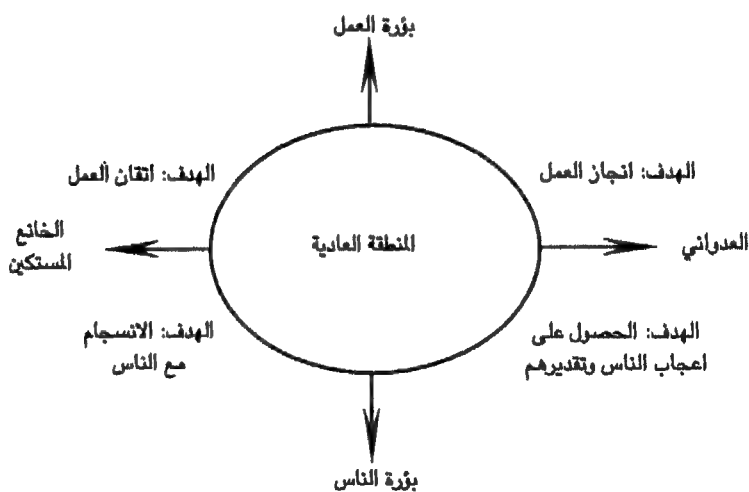 بؤرة العمل
الهدف: انجاز العمل
الهدف: اتقان العمل
العدواني
المنطقة العادية
الخانع
المستكين
الهدف: الحصول على
اعجاب الناس وتقديرهم
الهدف: الانسجام
مع الناس
بؤرة الناس